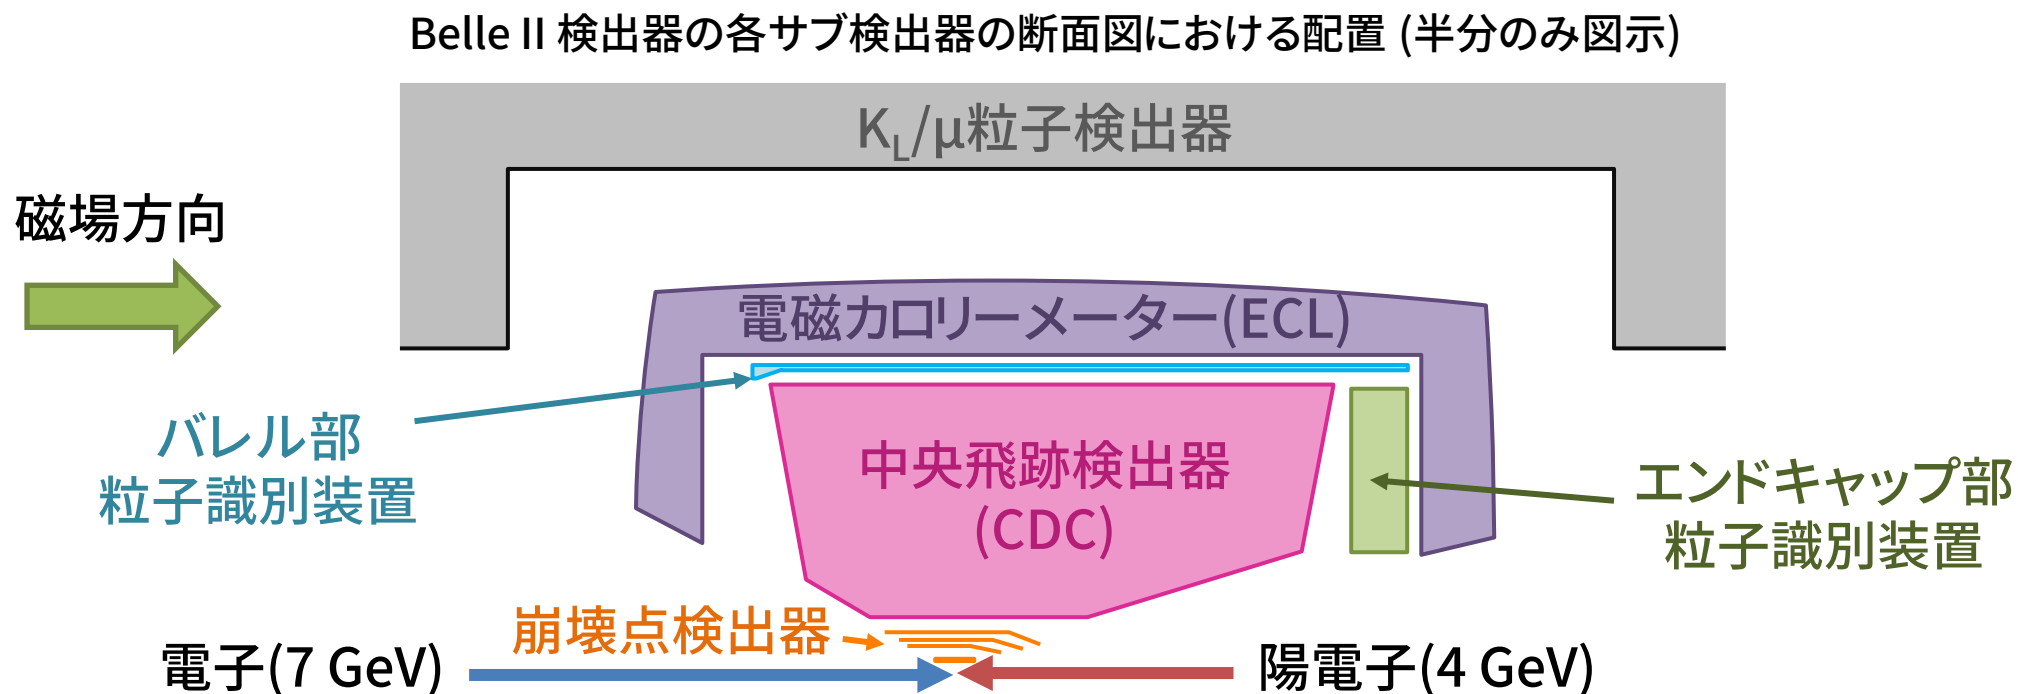 Belle II 検出器の各サブ検出器の断面図における配置 (半分のみ図示)
KL/μ粒子検出器
磁場方向
電磁カロリーメーター(ECL)
バレル部
粒子識別装置
中央飛跡検出器
(CDC)
エンドキャップ部
粒子識別装置
崩壊点検出器
電子(7 GeV)
陽電子(4 GeV)